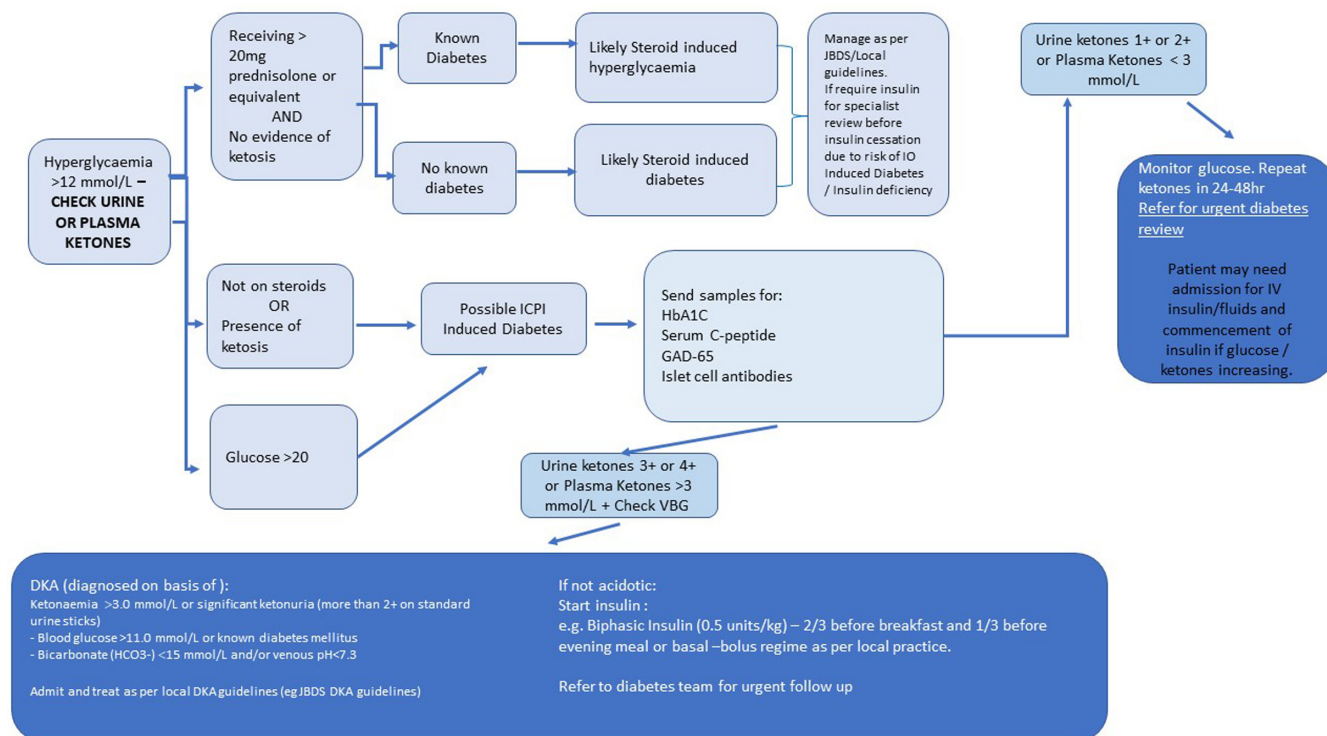 Hyperglycaemia
>12 mmol/L –
CHECK URINE
OR PLASMA
KETONES
Receiving >
20mg
prednisolone or
equivalent
AND
No evidence of
ketosis
Known
Diabetes
Likely Steroid induced
hyperglycaemia
No known
diabetes
Likely Steroid induced
diabetes
Manage as per
JBDS/Local
guidelines.
If require insulin
for specialist
review before
insulin cessation
due to risk of IO
Induced Diabetes
/ Insulin deficiency
Not on steroids
OR
Presence of
ketosis
Glucose >20
Possible ICPI
Induced Diabetes
Send samples for:
HbA1C
Serum C-peptide
GAD-65
Islet cell antibodies
Urine ketones 1+ or 2+
or Plasma Ketones < 3
mmol/L
Monitor glucose. Repeat
ketones in 24-48hr
Refer for urgent diabetes
review
Patient may need
admission for IV
insulin/fluids and
commencement of
insulin if glucose /
ketones increasing.
Urine ketones 3+ or 4+
or Plasma Ketones >3
mmol/L + Check VBG
DKA (diagnosed on basis of ):
Ketonaemia >3.0 mmol/L or significant ketonuria (more than 2+ on standard
urine sticks)
- Blood glucose >11.0 mmol/L or known diabetes mellitus
- Bicarbonate (HCO3-) <15 mmol/L and/or venous pH<7.3
Admit and treat as per local DKA guidelines (eg JBDS DKA guidelines)
If not acidotic:
Start insulin :
e.g. Biphasic Insulin (0.5 units/kg) – 2/3 before breakfast and 1/3 before
evening meal or basal –bolus regime as per local practice.
Refer to diabetes team for urgent follow up